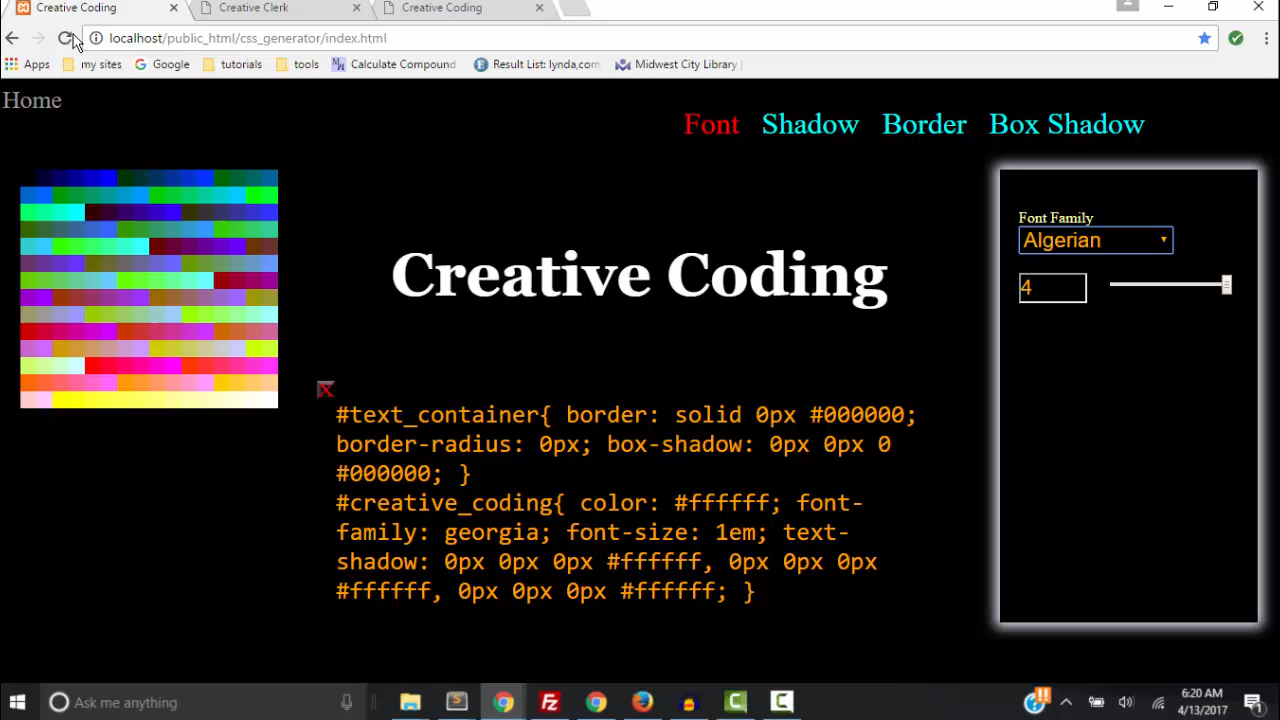 Creative Coding
Creative Clerk
Creative Coding
localhost/public_html/css_generator/index.html
Apps
my sites
Google
tutorials
tools
Calculate Compound
Result List: lynda,com
Midwest City Library
Home
Font Shadow Border Box Shadow
Font Family
Algerian
4
Creative Coding
X
#text_container{ border: solid 0px #000000;
border-radius: 0px; box-shadow: 0px 0px 0
#000000; }
#creative_coding{ color: #ffffff; font-
family: georgia; font-size: 1em; text-
shadow: 0px 0px 0px #ffffff, 0px 0px 0px
#ffffff, 0px 0px 0px #ffffff; }
Ask me anything
6:20 AM
4/13/2017